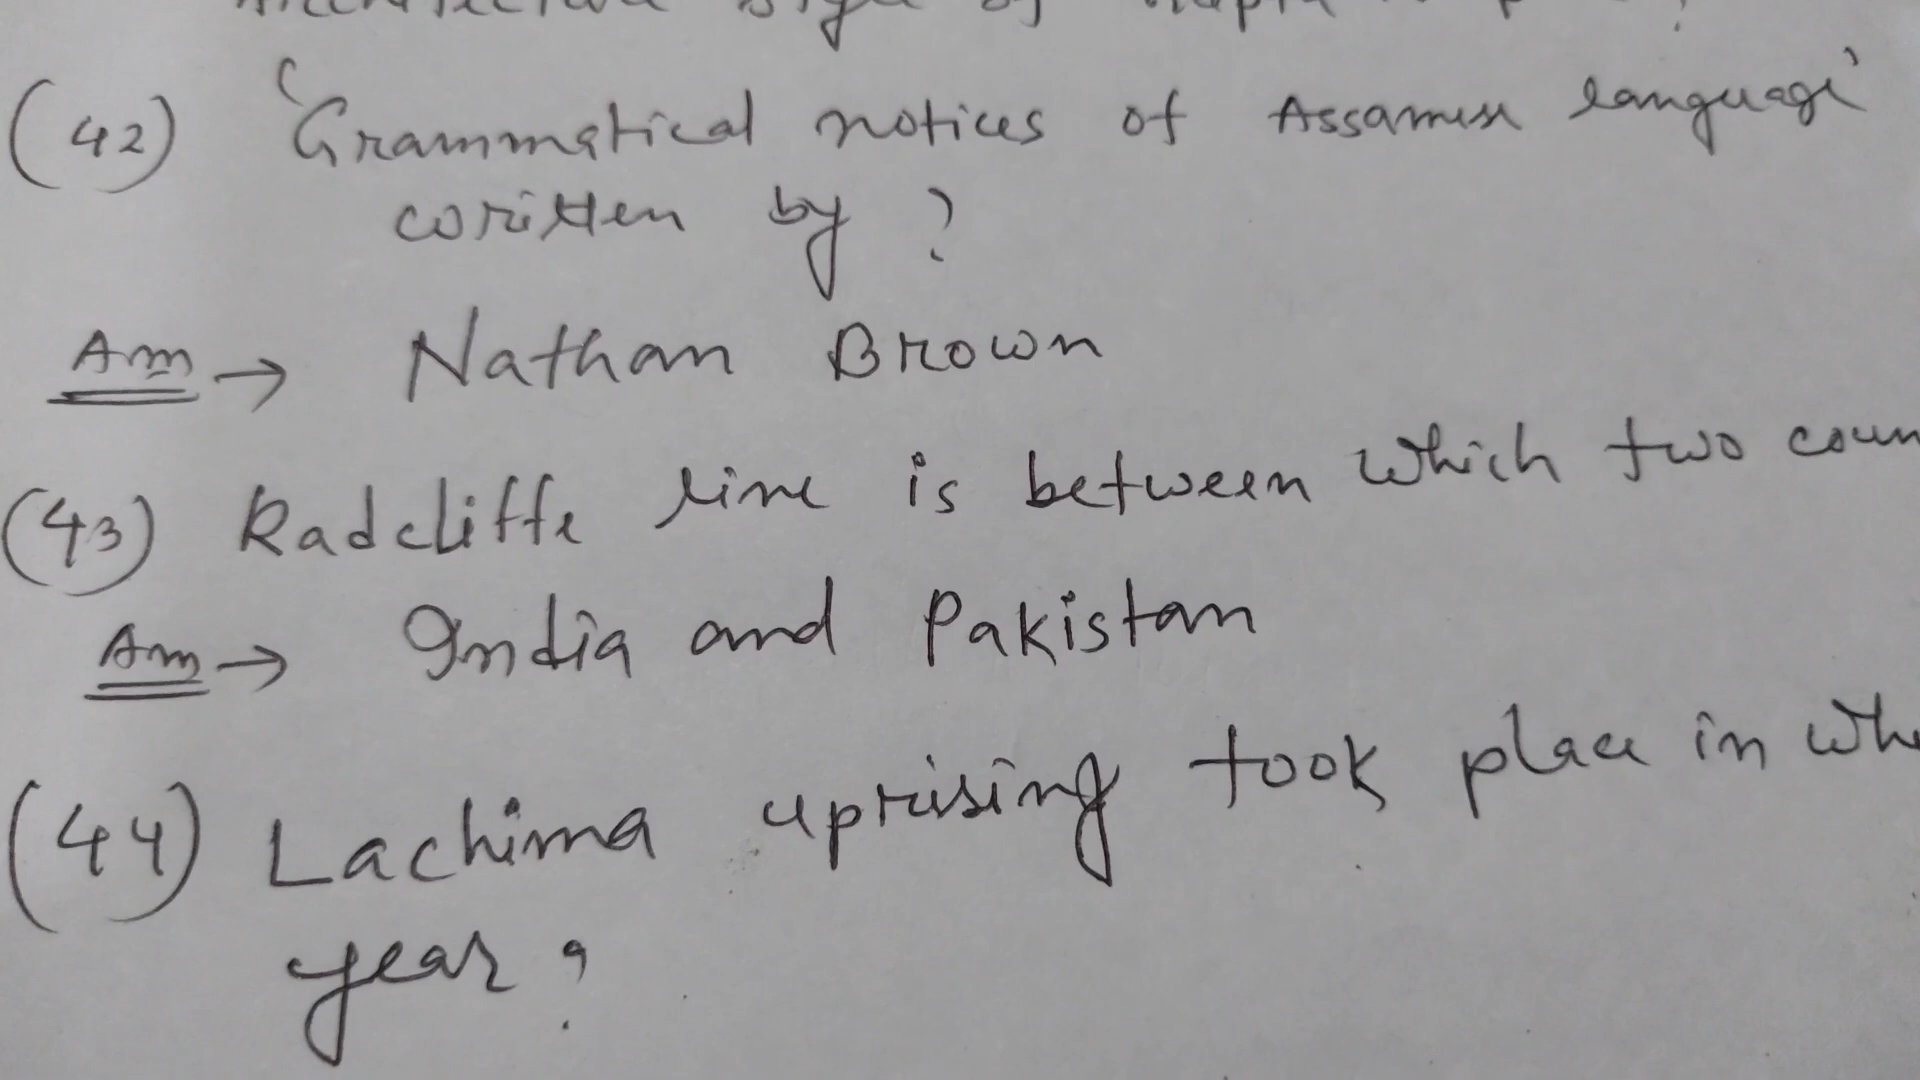 (42) 'Grammatical notices of Assamese language'
written by ?
Ans → Nathan Brown
(43) Radcliffe line is between which two coun
Ans → India and Pakistan
(44) Lachima uprising took place in whi
year ?